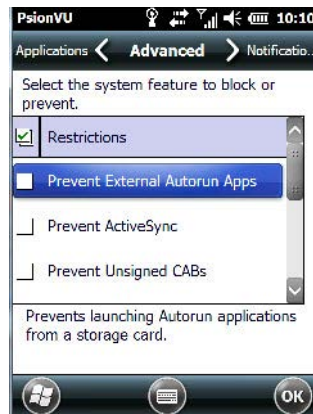 PsionVU 10:10
Applications Advanced Notificatio..
Select the system feature to block or
prevent.
Restrictions
Prevent External Autorun Apps
Prevent ActiveSync
Prevent Unsigned CABs
Prevents launching Autorun applications
from a storage card.
OK